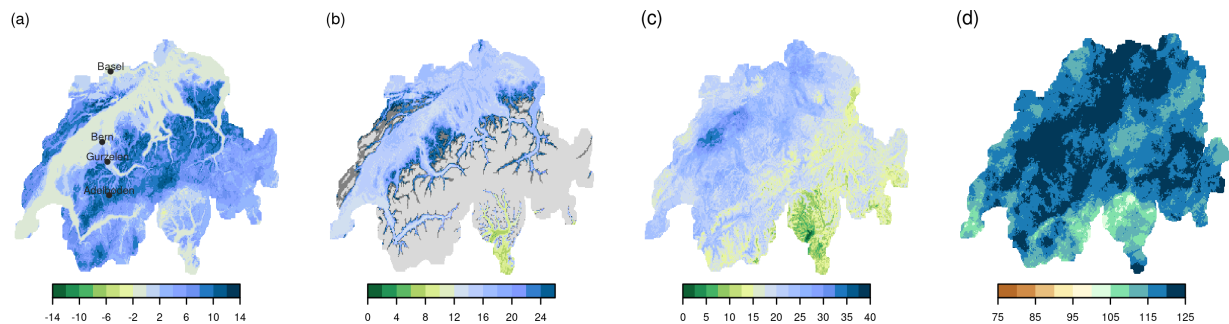 (a)
(b)
(c)
(d)
Basel
Bern
Gurzelen
Adelboden
-14 -10 -6 -2 2 6 10 14
0 4 8 12 16 20 24
0 5 10 15 20 25 30 35 40
75 85 95 105 115 125